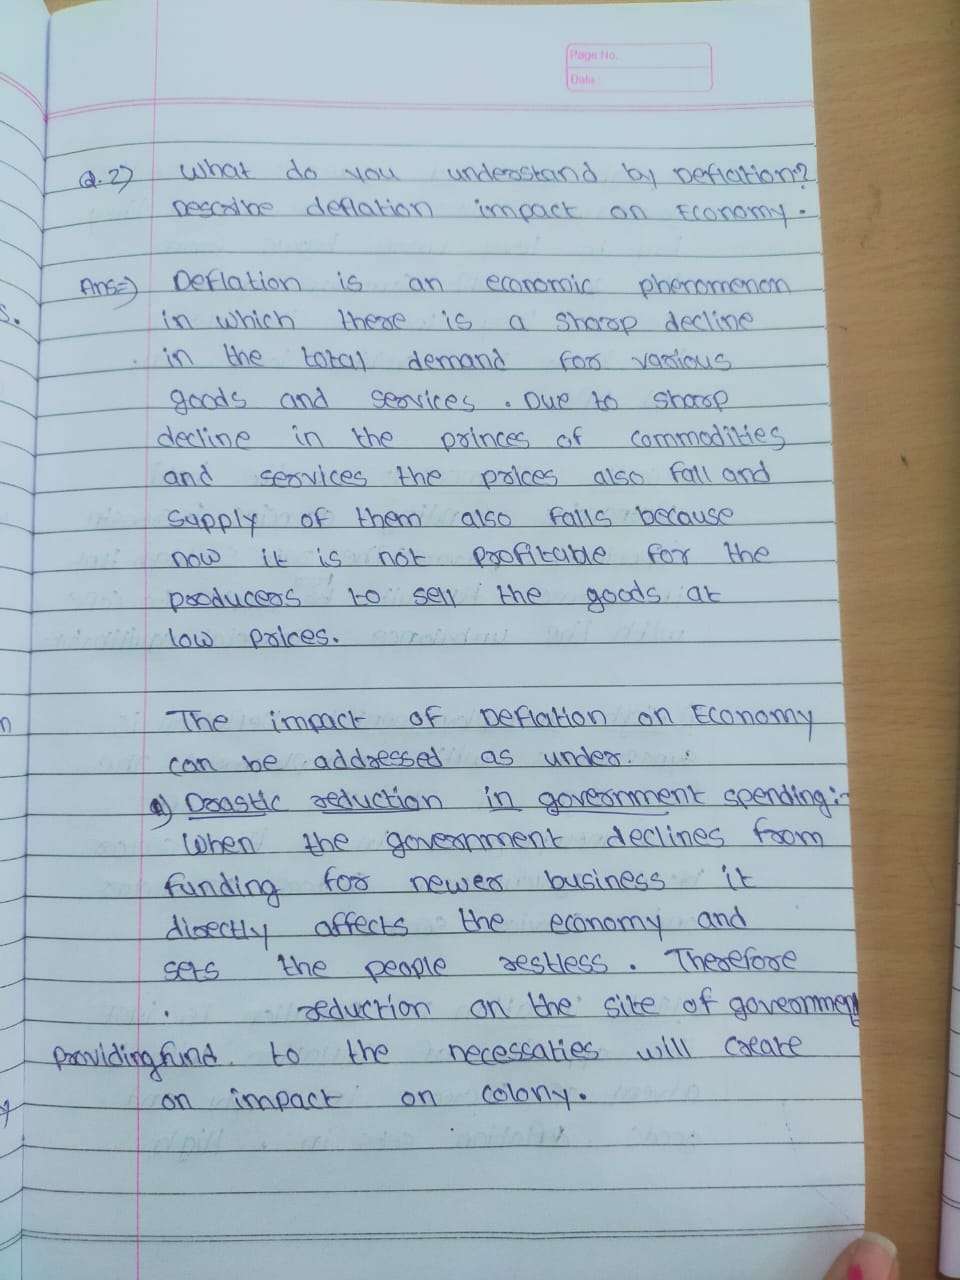 Page No.
Date :
Q.2) What do you understand by Deflation?
Describe deflation impact on Economy.
Ans=) Deflation is an economic phenomenon
in which there is a sharp decline
in the total demand for various
goods and services. Due to sharp
decline in the princes of commodities
and services the prices also fall and
supply of them also falls because
now it is not profitable for the
producers to sell the goods at
low prices.
The impact of Deflation on Economy
can be addressed as under. :
a) Drastic reduction in government spending:-
When the government declines from
funding for newer business it
directly affects the economy and
sets the people restless. Therefore
reduction on the site of government
providing fund. to the necessaties will create
an impact on colony.
s.
n
y